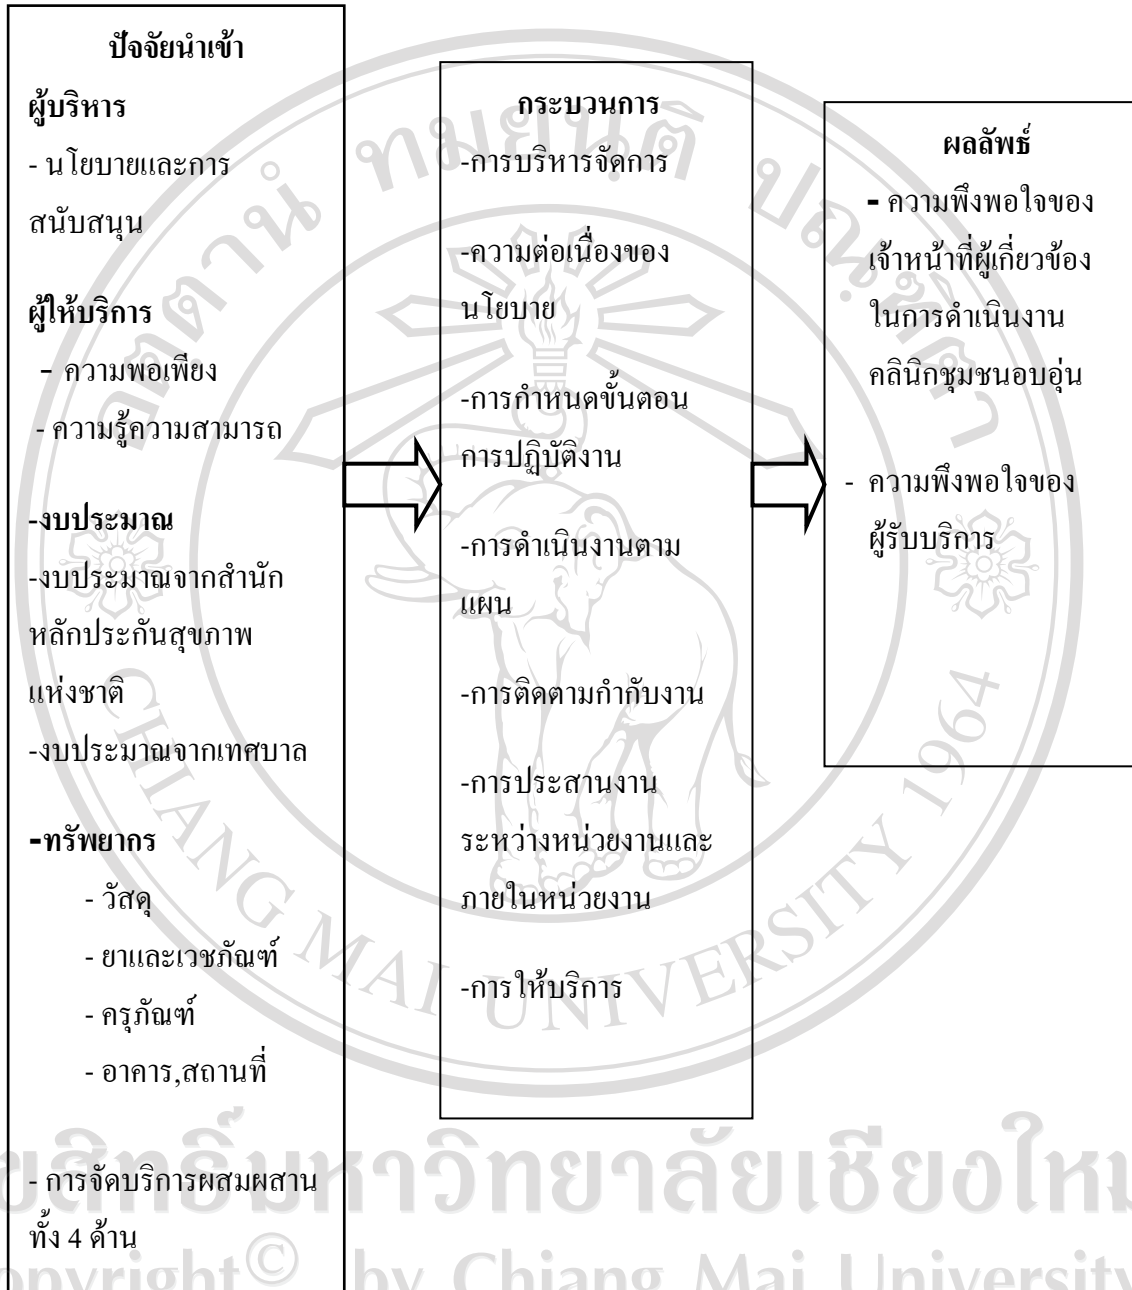 ปัจจัยนำเข้า
ผู้บริหาร
- นโยบายและการ
สนับสนุน
ผู้ให้บริการ
- ความพอเพียง
- ความรู้ความสามารถ
-งบประมาณ
-งบประมาณจากสำนัก
หลักประกันสุขภาพ
แห่งชาติ
-งบประมาณจากเทศบาล
-ทรัพยากร
- วัสดุ
- ยาและเวชภัณฑ์
- ครุภัณฑ์
- อาคาร,สถานที่
- การจัดบริการผสมผสาน
ทั้ง 4 ด้าน
กระบวนการ
-การบริหารจัดการ
-ความต่อเนื่องของ
นโยบาย
-การกำหนดขั้นตอน
การปฏิบัติงาน
-การดำเนินงานตาม
แผน
-การติดตามกำกับงาน
-การประสานงาน
ระหว่างหน่วยงานและ
ภายในหน่วยงาน
-การให้บริการ
ผลลัพธ์
- ความพึงพอใจของ
เจ้าหน้าที่ผู้เกี่ยวข้อง
ในการดำเนินงาน
คลินิกชุมชนอบอุ่น
- ความพึงพอใจของ
ผู้รับบริการ
อตฺตานํ ทมยนฺติ ปณฺฑิตา
CHIANG MAI UNIVERSITY 1964
ขสิทธิ์มหาวิทยาลัยเชียงใหม
opyright© by Chiang Mai University